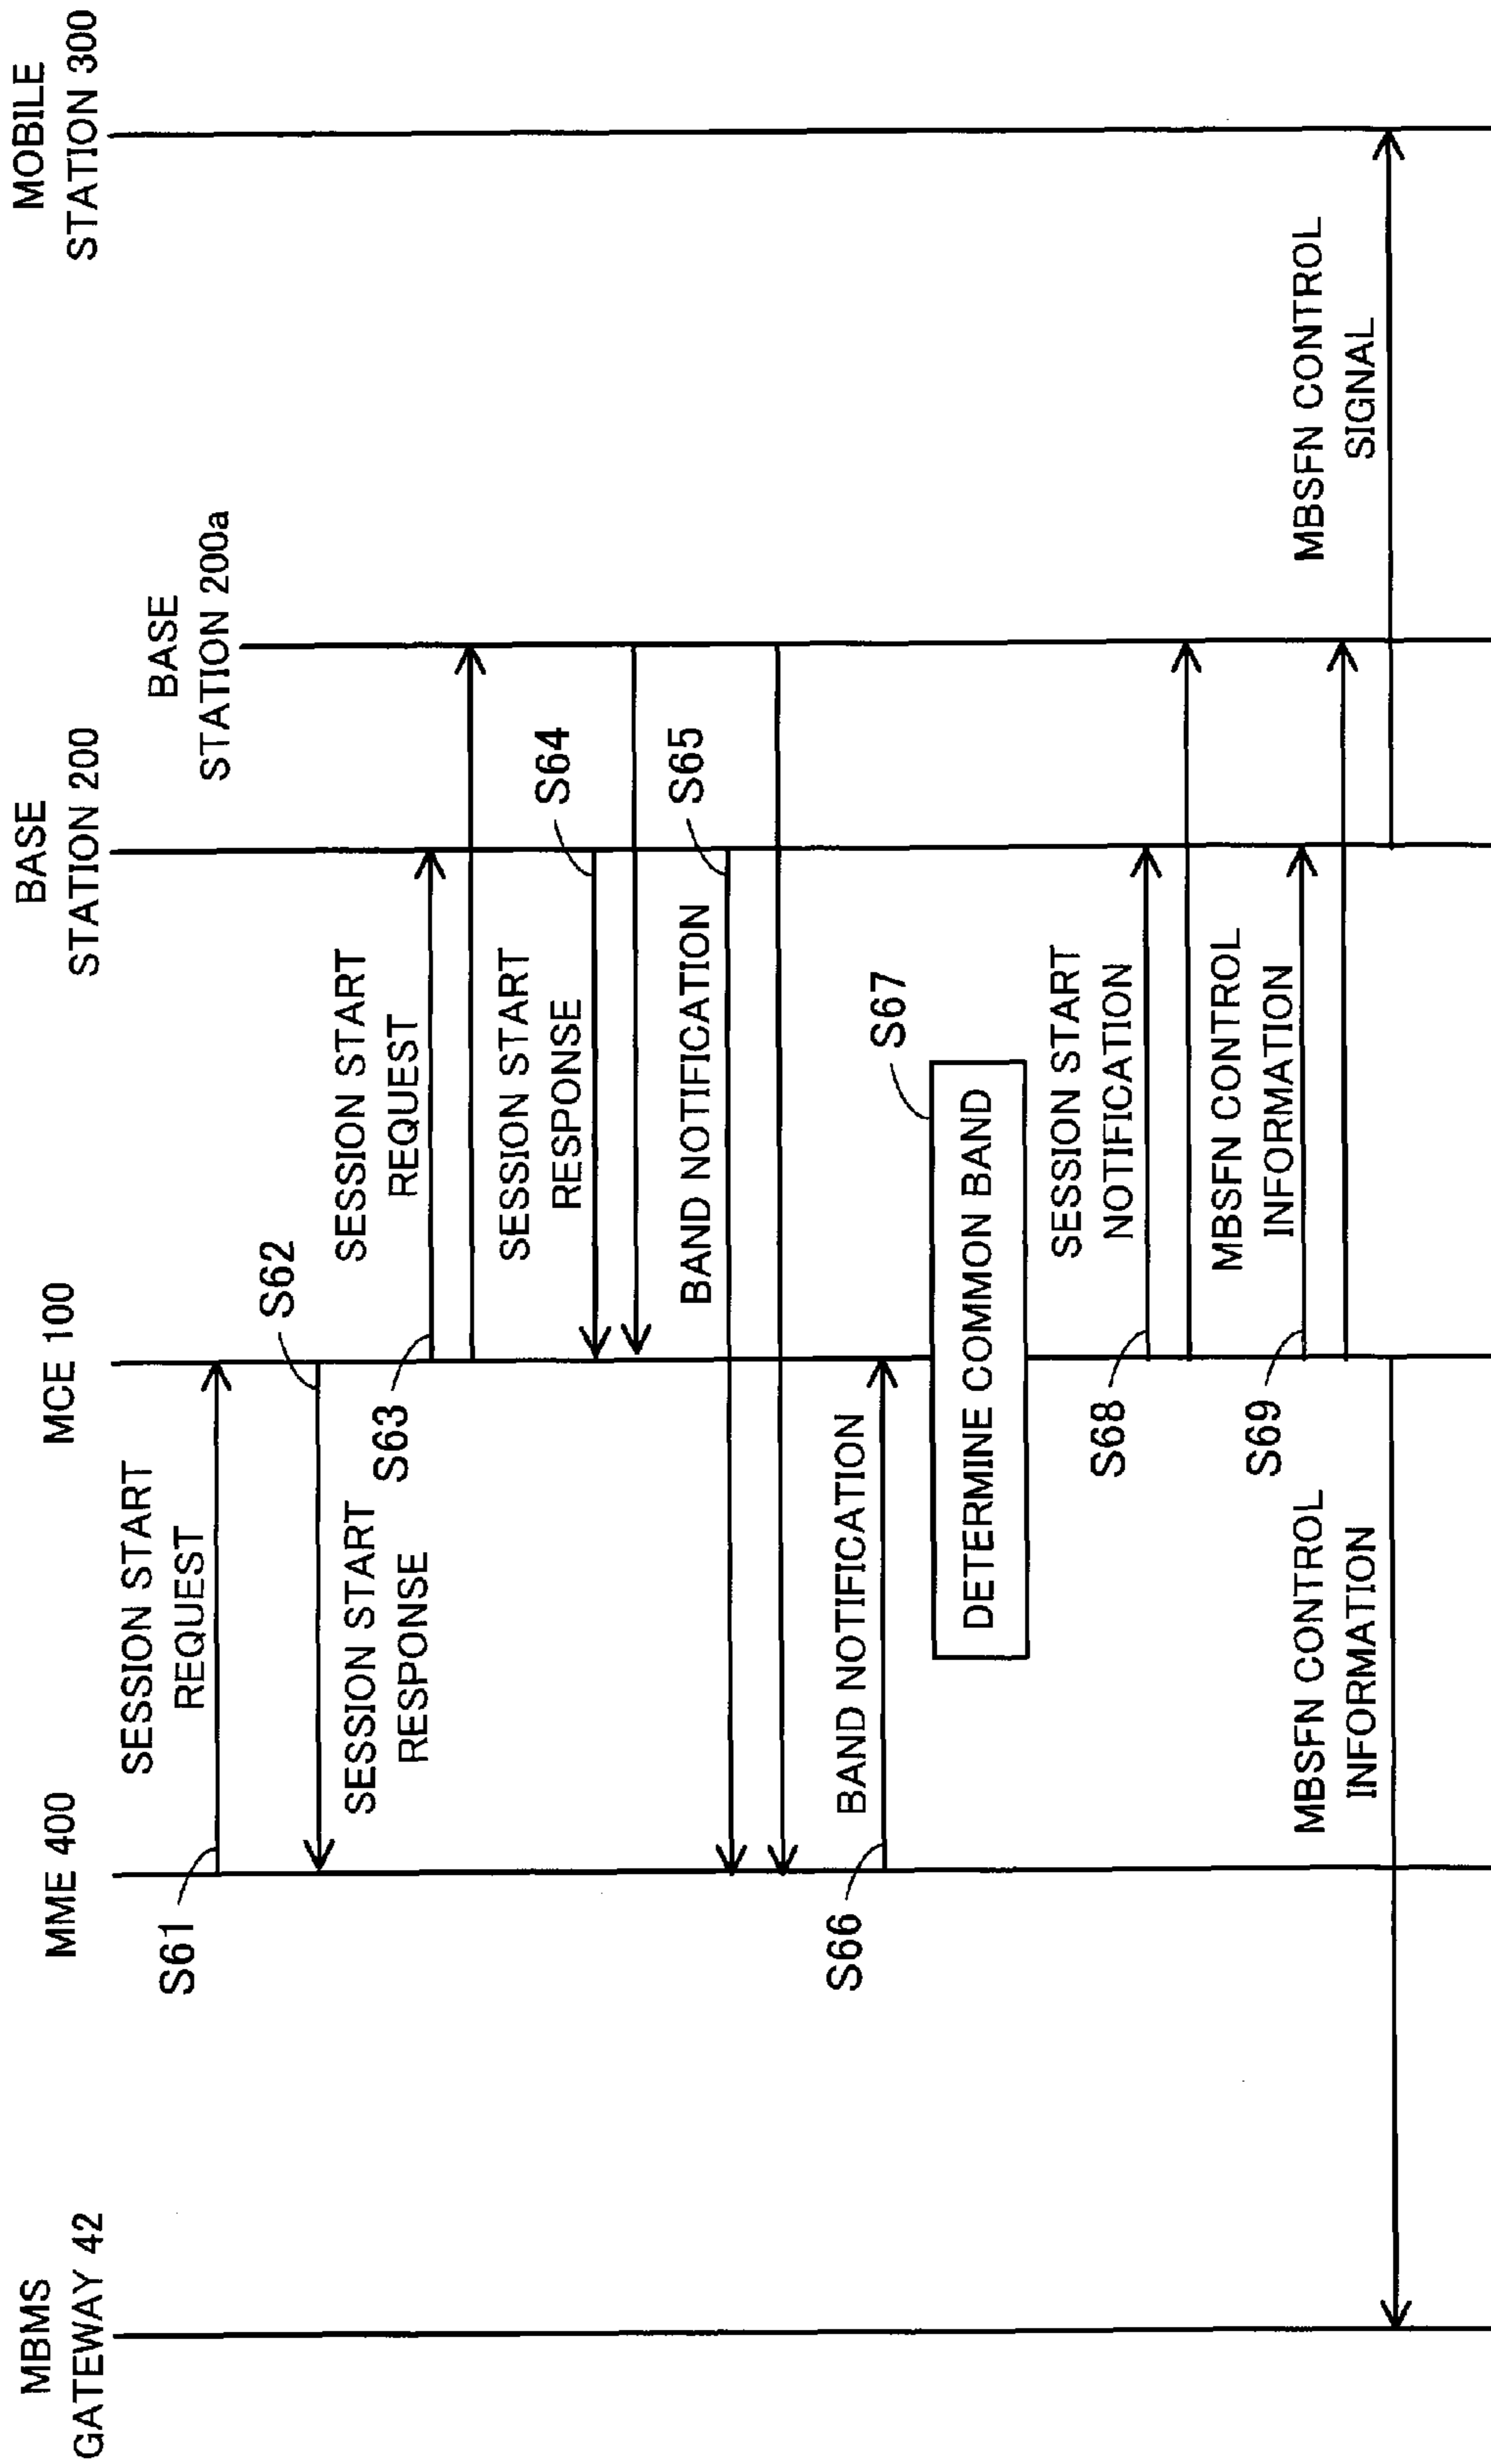 MBMS
GATEWAY 42
MME 400
MCE 100
BASE
STATION 200
BASE
STATION 200a
MOBILE
STATION 300
S61
SESSION START
REQUEST
S62
SESSION START
RESPONSE
S63
SESSION START
REQUEST
S64
SESSION START
RESPONSE
S65
BAND NOTIFICATION
S66
BAND NOTIFICATION
S67
DETERMINE COMMON BAND
S68
SESSION START
NOTIFICATION
S69
MBSFN CONTROL
INFORMATION
MBSFN CONTROL
INFORMATION
MBSFN CONTROL
SIGNAL